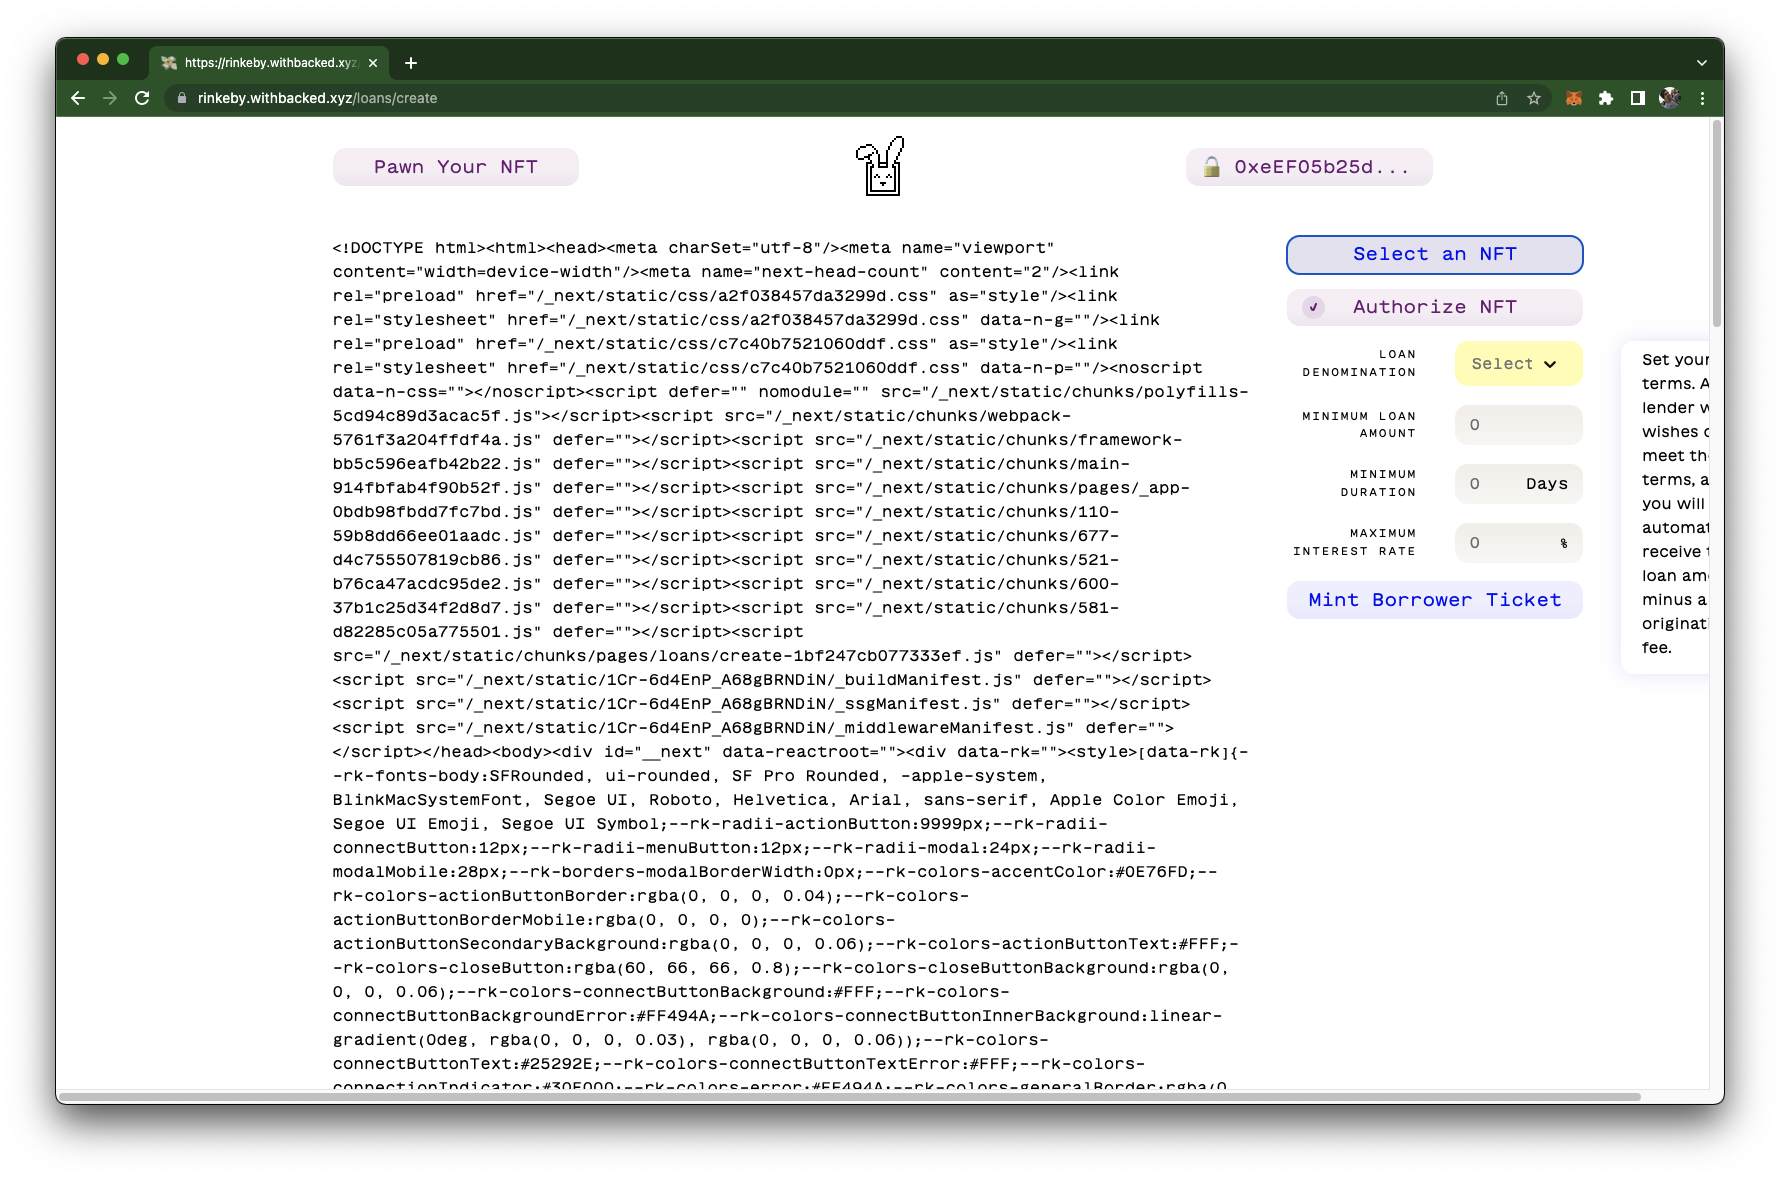 https://rinkeby.withbacked.xyz/
rinkeby.withbacked.xyz/loans/create
Pawn Your NFT
0xeEF05b25d...
<!DOCTYPE html><html><head><meta charSet="utf-8"/><meta name="viewport"
content="width=device-width"/><meta name="next-head-count" content="2"/><link
rel="preload" href="/_next/static/css/a2f038457da3299d.css" as="style"/><link
rel="stylesheet" href="/_next/static/css/a2f038457da3299d.css" data-n-g=""/><link
rel="preload" href="/_next/static/css/c7c40b7521060ddf.css" as="style"/><link
rel="stylesheet" href="/_next/static/css/c7c40b7521060ddf.css" data-n-p=""/><noscript
data-n-css=""></noscript><script defer="" nomodule="" src="/_next/static/chunks/polyfills-
5cd94c89d3acac5f.js"></script><script src="/_next/static/chunks/webpack-
5761f3a204ffdf4a.js" defer=""></script><script src="/_next/static/chunks/framework-
bb5c596eafb42b22.js" defer=""></script><script src="/_next/static/chunks/main-
914fbfab4f90b52f.js" defer=""></script><script src="/_next/static/chunks/pages/_app-
0bdb98fbdd7fc7bd.js" defer=""></script><script src="/_next/static/chunks/110-
59b8dd66ee01aadc.js" defer=""></script><script src="/_next/static/chunks/677-
d4c755507819cb86.js" defer=""></script><script src="/_next/static/chunks/521-
b76ca47acdc95de2.js" defer=""></script><script src="/_next/static/chunks/600-
37b1c25d34f2d8d7.js" defer=""></script><script src="/_next/static/chunks/581-
d82285c05a775501.js" defer=""></script><script
src="/_next/static/chunks/pages/loans/create-1bf247cb077333ef.js" defer=""></script>
<script src="/_next/static/1Cr-6d4EnP_A68gBRNDiN/_buildManifest.js" defer=""></script>
<script src="/_next/static/1Cr-6d4EnP_A68gBRNDiN/_ssgManifest.js" defer=""></script>
<script src="/_next/static/1Cr-6d4EnP_A68gBRNDiN/_middlewareManifest.js" defer="">
</script></head><body><div id="__next" data-reactroot=""><div data-rk=""><style>[data-rk]{-
-rk-fonts-body:SFRounded, ui-rounded, SF Pro Rounded, -apple-system,
BlinkMacSystemFont, Segoe UI, Roboto, Helvetica, Arial, sans-serif, Apple Color Emoji,
Segoe UI Emoji, Segoe UI Symbol;--rk-radii-actionButton:9999px;--rk-radii-
connectButton:12px;--rk-radii-menuButton:12px;--rk-radii-modal:24px;--rk-radii-
modalMobile:28px;--rk-borders-modalBorderWidth:0px;--rk-colors-accentColor:#0E76FD;--
rk-colors-actionButtonBorder:rgba(0, 0, 0, 0.04);--rk-colors-
actionButtonBorderMobile:rgba(0, 0, 0, 0);--rk-colors-
actionButtonSecondaryBackground:rgba(0, 0, 0, 0.06);--rk-colors-actionButtonText:#FFF;-
-rk-colors-closeButton:rgba(60, 66, 66, 0.8);--rk-colors-closeButtonBackground:rgba(0,
0, 0, 0.06);--rk-colors-connectButtonBackground:#FFF;--rk-colors-
connectButtonBackgroundError:#FF494A;--rk-colors-connectButtonInnerBackground:linear-
gradient(0deg, rgba(0, 0, 0, 0.03), rgba(0, 0, 0, 0.06));--rk-colors-
connectButtonText:#25292E;--rk-colors-connectButtonTextError:#FFF;--rk-colors-
connectionIndicator:#30E000;--rk-colors-error:#FF494A;--rk-colors-generalBorder:rgba(0,
Select an NFT
Authorize NFT
LOAN
DENOMINATION
Select
MINIMUM LOAN
AMOUNT
0
MINIMUM
DURATION
0 Days
MAXIMUM
INTEREST RATE
0 %
Mint Borrower Ticket
Set your
terms. A
lender w
wishes
meet the
terms, a
you will
automat
receive
loan am
minus a
originati
fee.